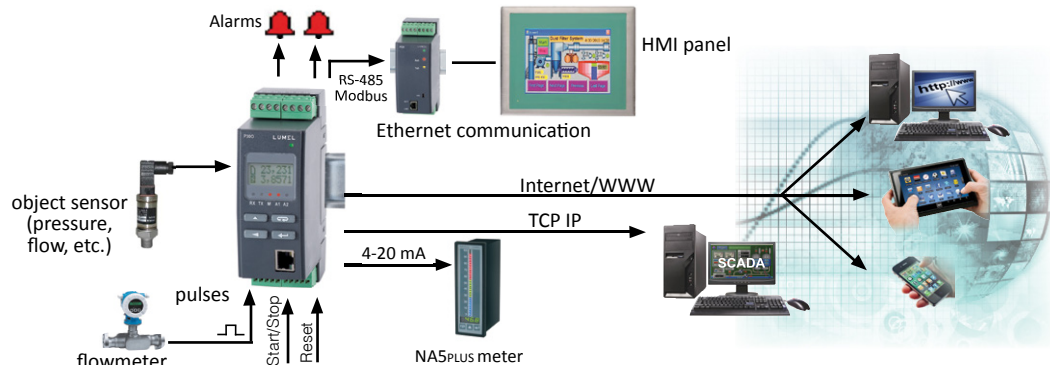 Alarms
RS-485
Modbus
HMI panel
Ethernet communication
LUMEL
http://www
object sensor
(pressure,
flow, etc.)
Internet/WWW
TCP IP
SCADA
4-20 mA
pulses
Start/Stop
Reset
flowmeter
NA5PLUS meter